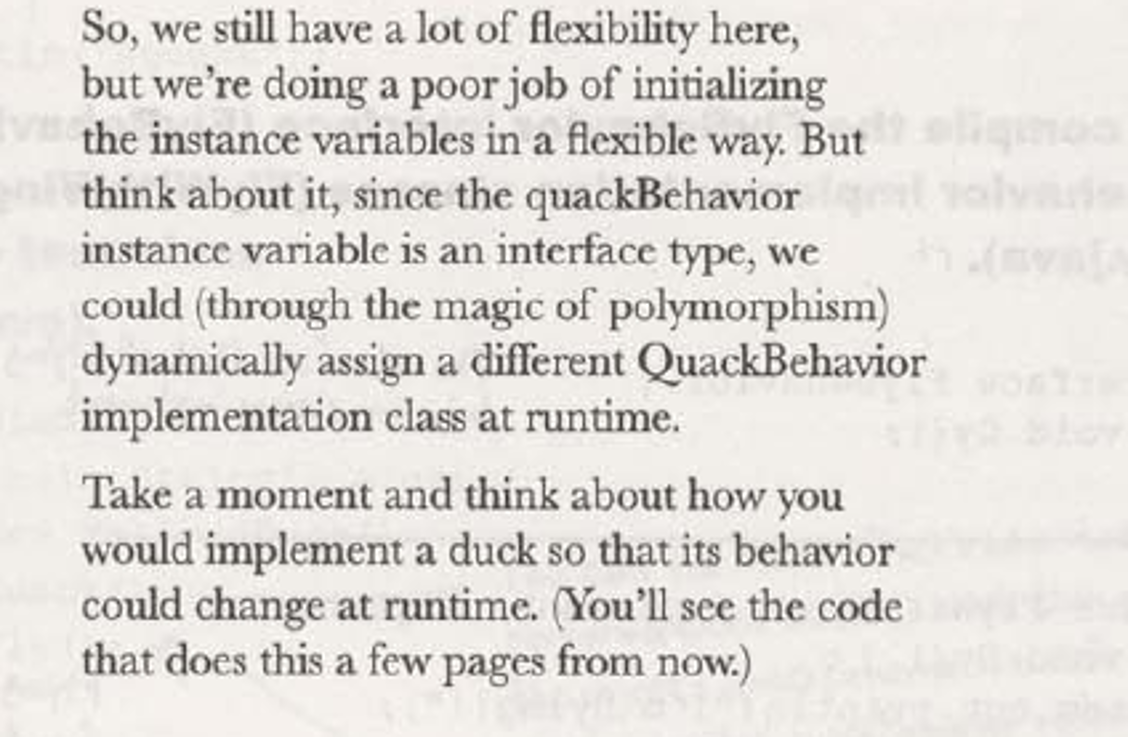 So, we still have a lot of flexibility here,
but we're doing a poor job of initializing
the instance variables in a flexible way. But
think about it, since the quackBehavior
instance variable is an interface type, we
could (through the magic of polymorphism)
dynamically assign a different QuackBehavior
implementation class at runtime.
Take a moment and think about how you
would implement a duck so that its behavior
could change at runtime. (You'll see the code
that does this a few pages from now.)